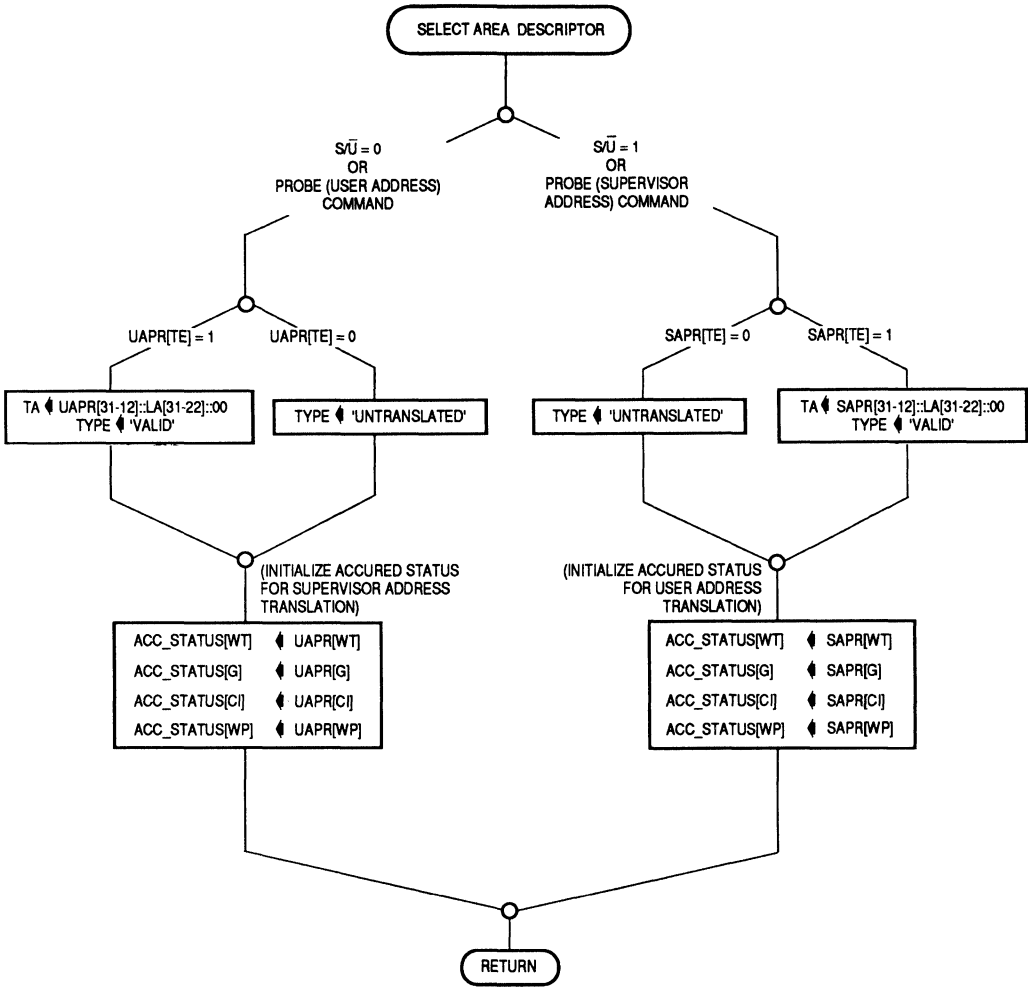 SELECT AREA DESCRIPTOR
S/U̅ = 0
OR
PROBE (USER ADDRESS)
COMMAND
S/U̅ = 1
OR
PROBE (SUPERVISOR
ADDRESS) COMMAND
UAPR[TE] = 1
UAPR[TE] = 0
SAPR[TE] = 0
SAPR[TE] = 1
TA ← UAPR[31-12]::LA[31-22]::00
TYPE ← 'VALID'
TYPE ← 'UNTRANSLATED'
TYPE ← 'UNTRANSLATED'
TA ← SAPR[31-12]::LA[31-22]::00
TYPE ← 'VALID'
(INITIALIZE ACCURED STATUS
FOR SUPERVISOR ADDRESS
TRANSLATION)
(INITIALIZE ACCURED STATUS
FOR USER ADDRESS
TRANSLATION)
ACC_STATUS[WT] ← UAPR[WT]
ACC_STATUS[G] ← UAPR[G]
ACC_STATUS[CI] ← UAPR[CI]
ACC_STATUS[WP] ← UAPR[WP]
ACC_STATUS[WT] ← SAPR[WT]
ACC_STATUS[G] ← SAPR[G]
ACC_STATUS[CI] ← SAPR[CI]
ACC_STATUS[WP] ← SAPR[WP]
RETURN